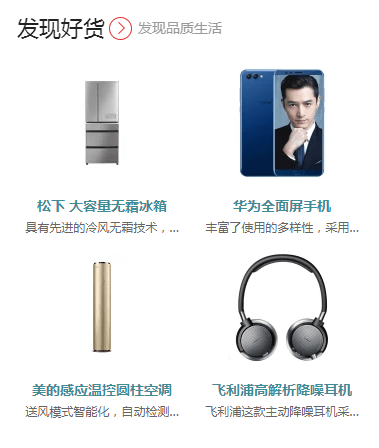 发现好货 发现品质生活
松下 大容量无霜冰箱
具有先进的冷风无霜技术，...
华为全面屏手机
丰富了使用的多样性，采用...
美的感应温控圆柱空调
送风模式智能化，自动检测...
飞利浦高解析降噪耳机
飞利浦这款主动降噪耳机采...